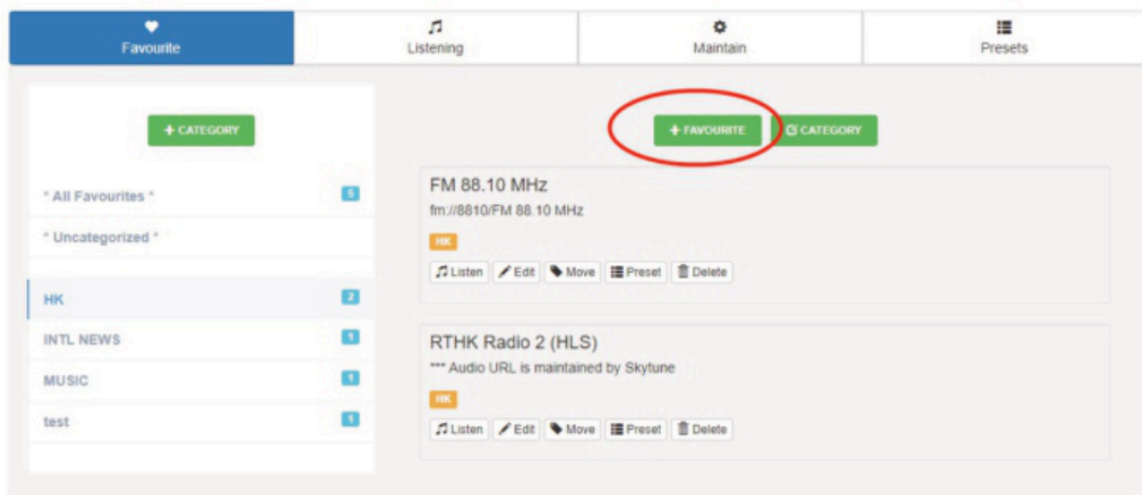 Favourite
Listening
Maintain
Presets
+ CATEGORY
* All Favourites * 5
* Uncategorized *
HK 2
INTL NEWS 1
MUSIC 1
test 1
+ FAVOURITE
CATEGORY
FM 88.10 MHz
fm://8810/FM 88.10 MHz
HK
Listen Edit Move Preset Delete
RTHK Radio 2 (HLS)
*** Audio URL is maintained by Skytune
HK
Listen Edit Move Preset Delete